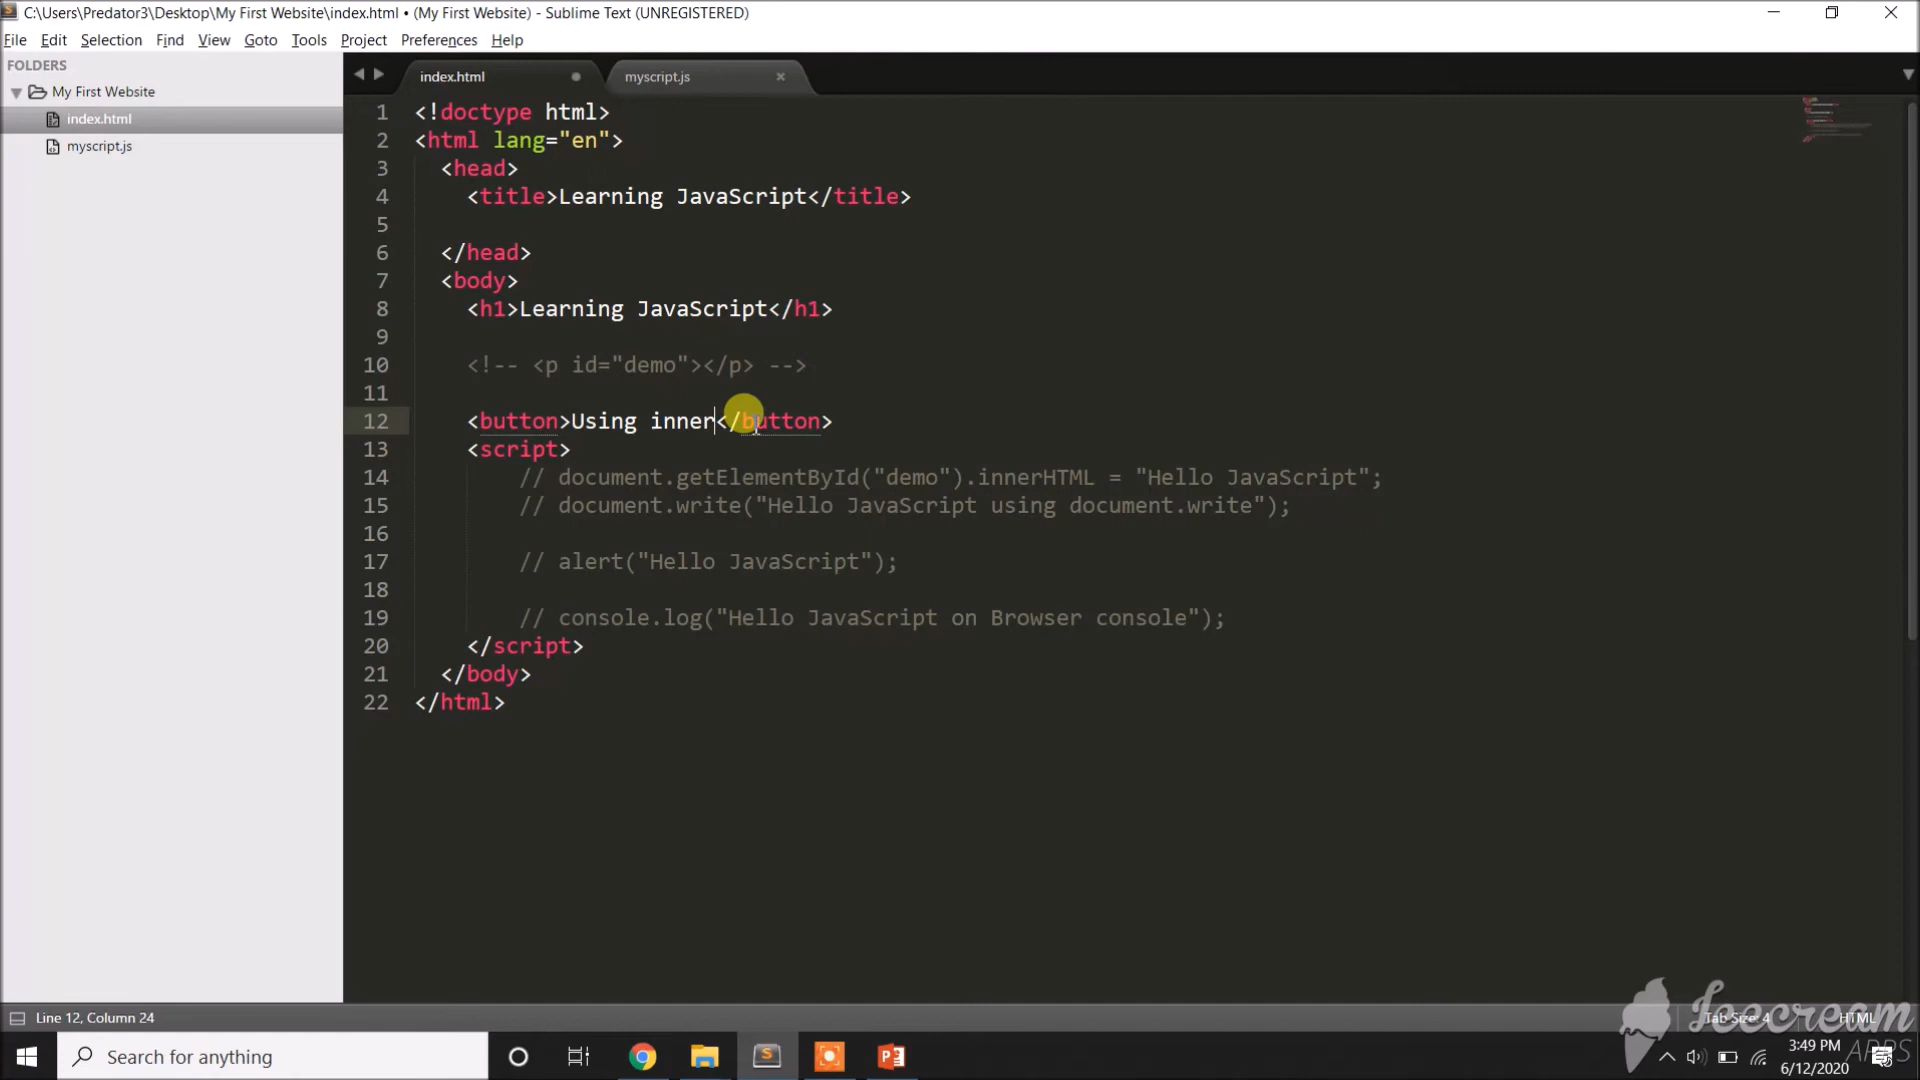 C:\Users\Predator3\Desktop\My First Website\index.html • (My First Website) - Sublime Text (UNREGISTERED)
File Edit Selection Find View Goto Tools Project Preferences Help
FOLDERS
My First Website
index.html
myscript.js
index.html myscript.js
1 <!doctype html>
2 <html lang="en">
3 <head>
4 <title>Learning JavaScript</title>
5
6 </head>
7 <body>
8 <h1>Learning JavaScript</h1>
9
10 <!-- <p id="demo"></p> -->
11
12 <button>Using inner</button>
13 <script>
14 // document.getElementById("demo").innerHTML = "Hello JavaScript";
15 // document.write("Hello JavaScript using document.write");
16
17 // alert("Hello JavaScript");
18
19 // console.log("Hello JavaScript on Browser console");
20 </script>
21 </body>
22 </html>
Line 12, Column 24 Tab Size: 4 HTML
Icecream
APPS
Search for anything
3:49 PM
6/12/2020